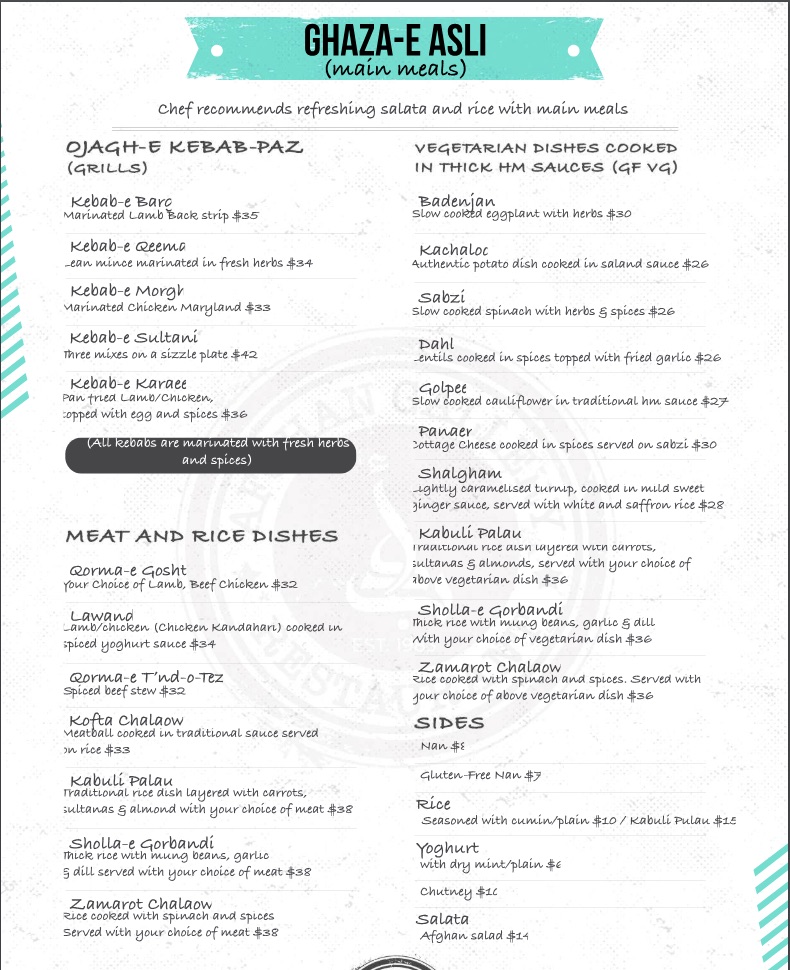 GHAZA-E ASLI
(main meals)
Chef recommends refreshing salata and rice with main meals
OJAGH-E KEBAB-PAZ
(GRILLS)
Kebab-e Barg
Marinated Lamb Back strip $35
Kebab-e Qeema
Lean mince marinated in fresh herbs $34
Kebab-e Morgh
Marinated Chicken Maryland $33
Kebab-e Sultani
Three mixes on a sizzle plate $42
Kebab-e Karaee
Pan fried Lamb/Chicken,
topped with egg and spices $36
(All kebabs are marinated with fresh herbs
and spices)
MEAT AND RICE DISHES
Qorma-e Gosht
Your Choice of Lamb, Beef Chicken $32
Lawand
Lamb/chicken (Chicken Kandahari) cooked in
spiced yoghurt sauce $34
Qorma-e T'nd-o-Tez
Spiced beef stew $32
Kofta Chalaow
Meatball cooked in traditional sauce served
on rice $33
Kabuli Palau
Traditional rice dish layered with carrots,
sultanas & almond with your choice of meat $38
Sholla-e Gorbandi
Thick rice with mung beans, garlic
& dill served with your choice of meat $38
Zamarot Chalaow
Rice cooked with spinach and spices
Served with your choice of meat $38
VEGETARIAN DISHES COOKED
IN THICK HM SAUCES (GF VG)
Badenjan
Slow cooked eggplant with herbs $30
Kachaloo
Authentic potato dish cooked in saland sauce $26
Sabzi
Slow cooked spinach with herbs & spices $26
Dahl
Lentils cooked in spices topped with fried garlic $26
Golpee
Slow cooked cauliflower in traditional hm sauce $27
Panaer
Cottage Cheese cooked in spices served on sabzi $30
Shalgham
Lightly caramelised turnip, cooked in mild sweet
ginger sauce, served with white and saffron rice $28
Kabuli Palau
Traditional rice dish layered with carrots,
sultanas & almonds, served with your choice of
above vegetarian dish $36
Sholla-e Gorbandi
Thick rice with mung beans, garlic & dill
With your choice of vegetarian dish $36
Zamarot Chalaow
Rice cooked with spinach and spices. Served with
your choice of above vegetarian dish $36
SIDES
Nan $8
Gluten-Free Nan $7
Rice
Seasoned with cumin/plain $10 / Kabuli Pulau $15
Yoghurt
with dry mint/plain $6
Chutney $10
Salata
Afghan salad $14